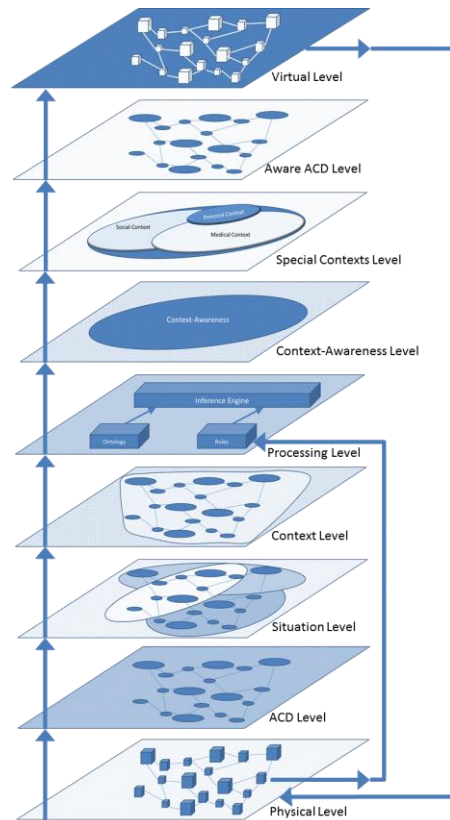 Virtual Level
Aware ACD Level
Personal Context
Social Context
Medical Context
Special Contexts Level
Context-Awareness
Context-Awareness Level
Inference Engine
Ontology
Rules
Processing Level
Context Level
Situation Level
ACD Level
Physical Level